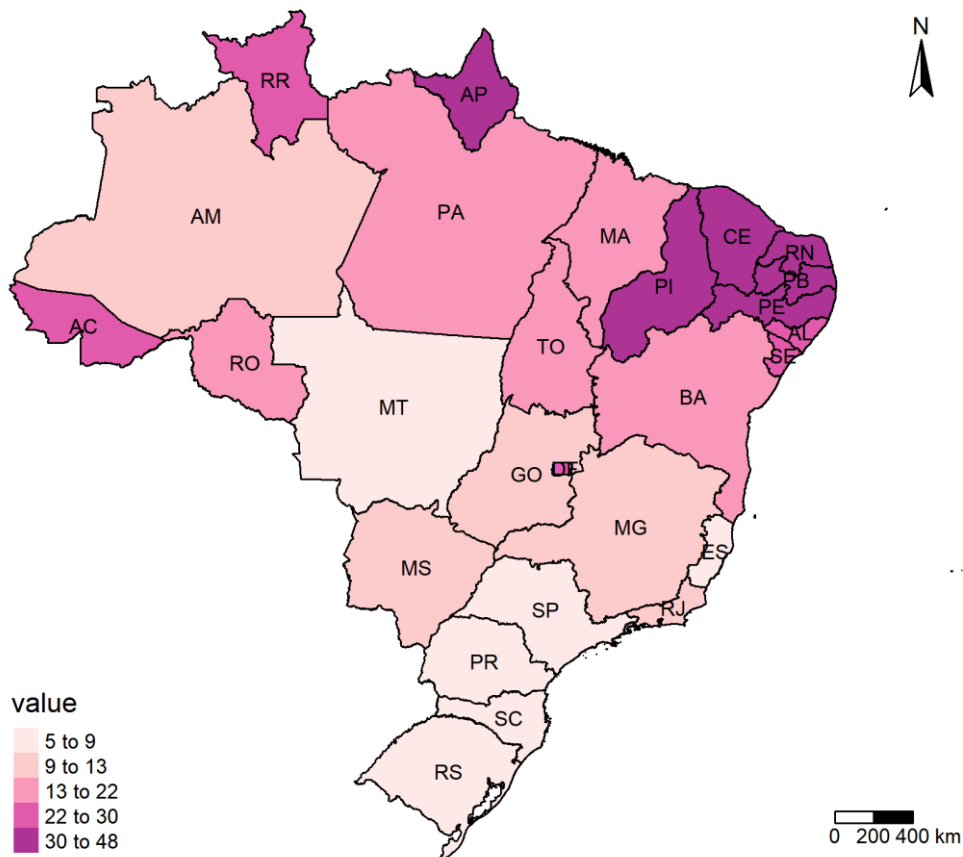 N
RR
AP
AM
PA
MA
CE
RN
PI
PB
PE
AC
AL
TO
SE
RO
BA
MT
GO
DF
MG
ES
MS
SP
RJ
PR
SC
RS
value
5 to 9
9 to 13
13 to 22
22 to 30
30 to 48
0 200 400 km